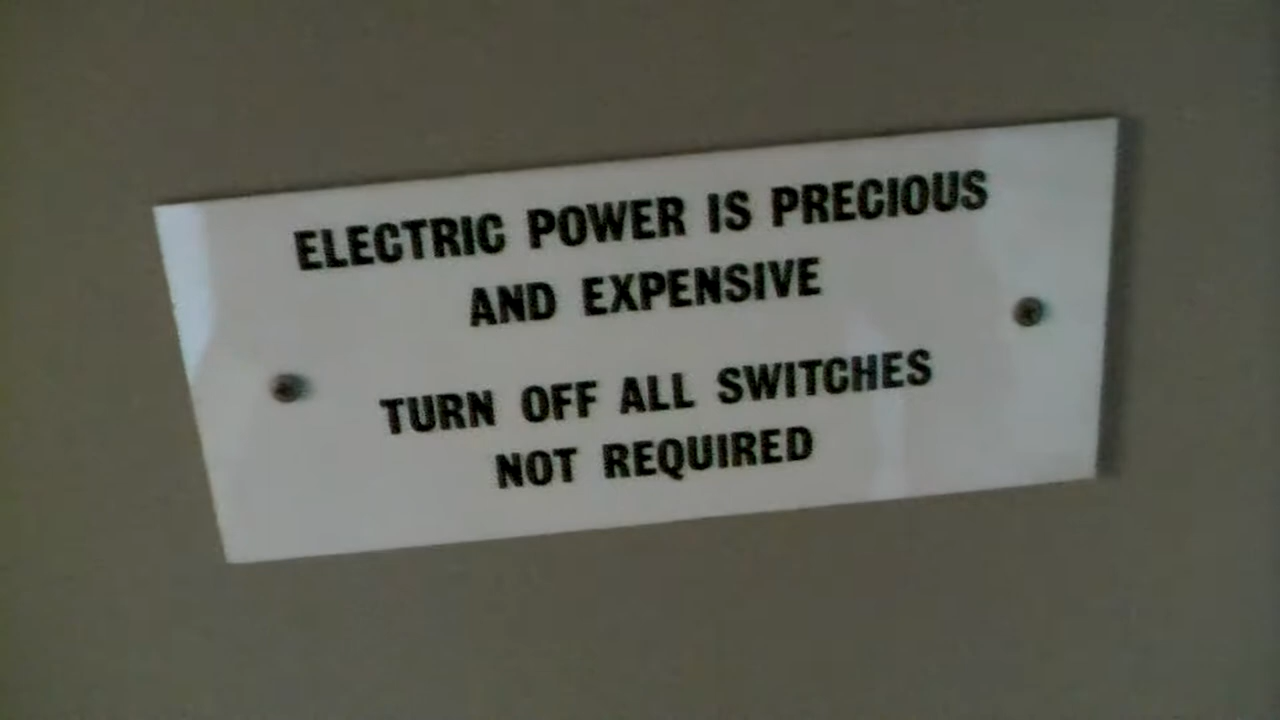 ELECTRIC POWER IS PRECIOUS
AND EXPENSIVE
TURN OFF ALL SWITCHES
NOT REQUIRED